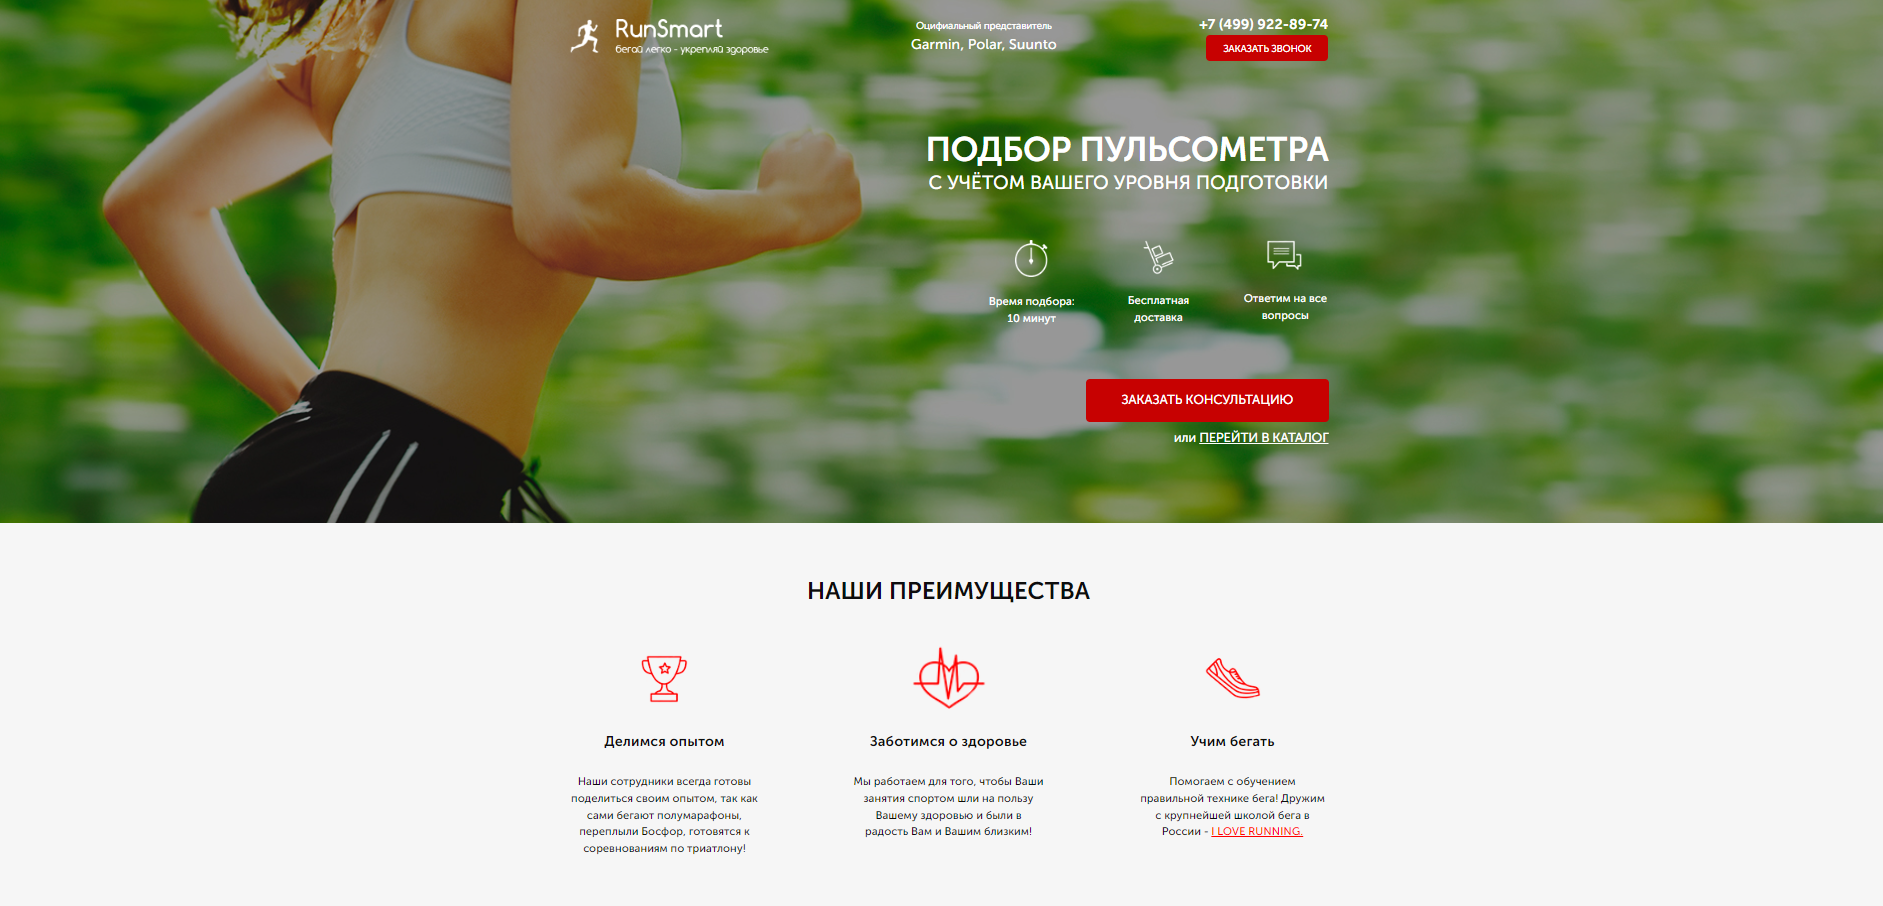 RunSmart
бегай легко - укрепляй здоровье
Оцифиальный представитель
Garmin, Polar, Suunto
+7 (499) 922-89-74
ЗАКАЗАТЬ ЗВОНОК
ПОДБОР ПУЛЬСОМЕТРА
С УЧЁТОМ ВАШЕГО УРОВНЯ ПОДГОТОВКИ
Время подбора:
10 минут
Бесплатная
доставка
Ответим на все
вопросы
ЗАКАЗАТЬ КОНСУЛЬТАЦИЮ
или ПЕРЕЙТИ В КАТАЛОГ
НАШИ ПРЕИМУЩЕСТВА
Делимся опытом
Наши сотрудники всегда готовы
поделиться своим опытом, так как
сами бегают полумарафоны,
переплыли Босфор, готовятся к
соревнованиям по триатлону!
Заботимся о здоровье
Мы работаем для того, чтобы Ваши
занятия спортом шли на пользу
Вашему здоровью и были в
радость Вам и Вашим близким!
Учим бегать
Помогаем с обучением
правильной технике бега! Дружим
с крупнейшей школой бега в
России - I LOVE RUNNING.